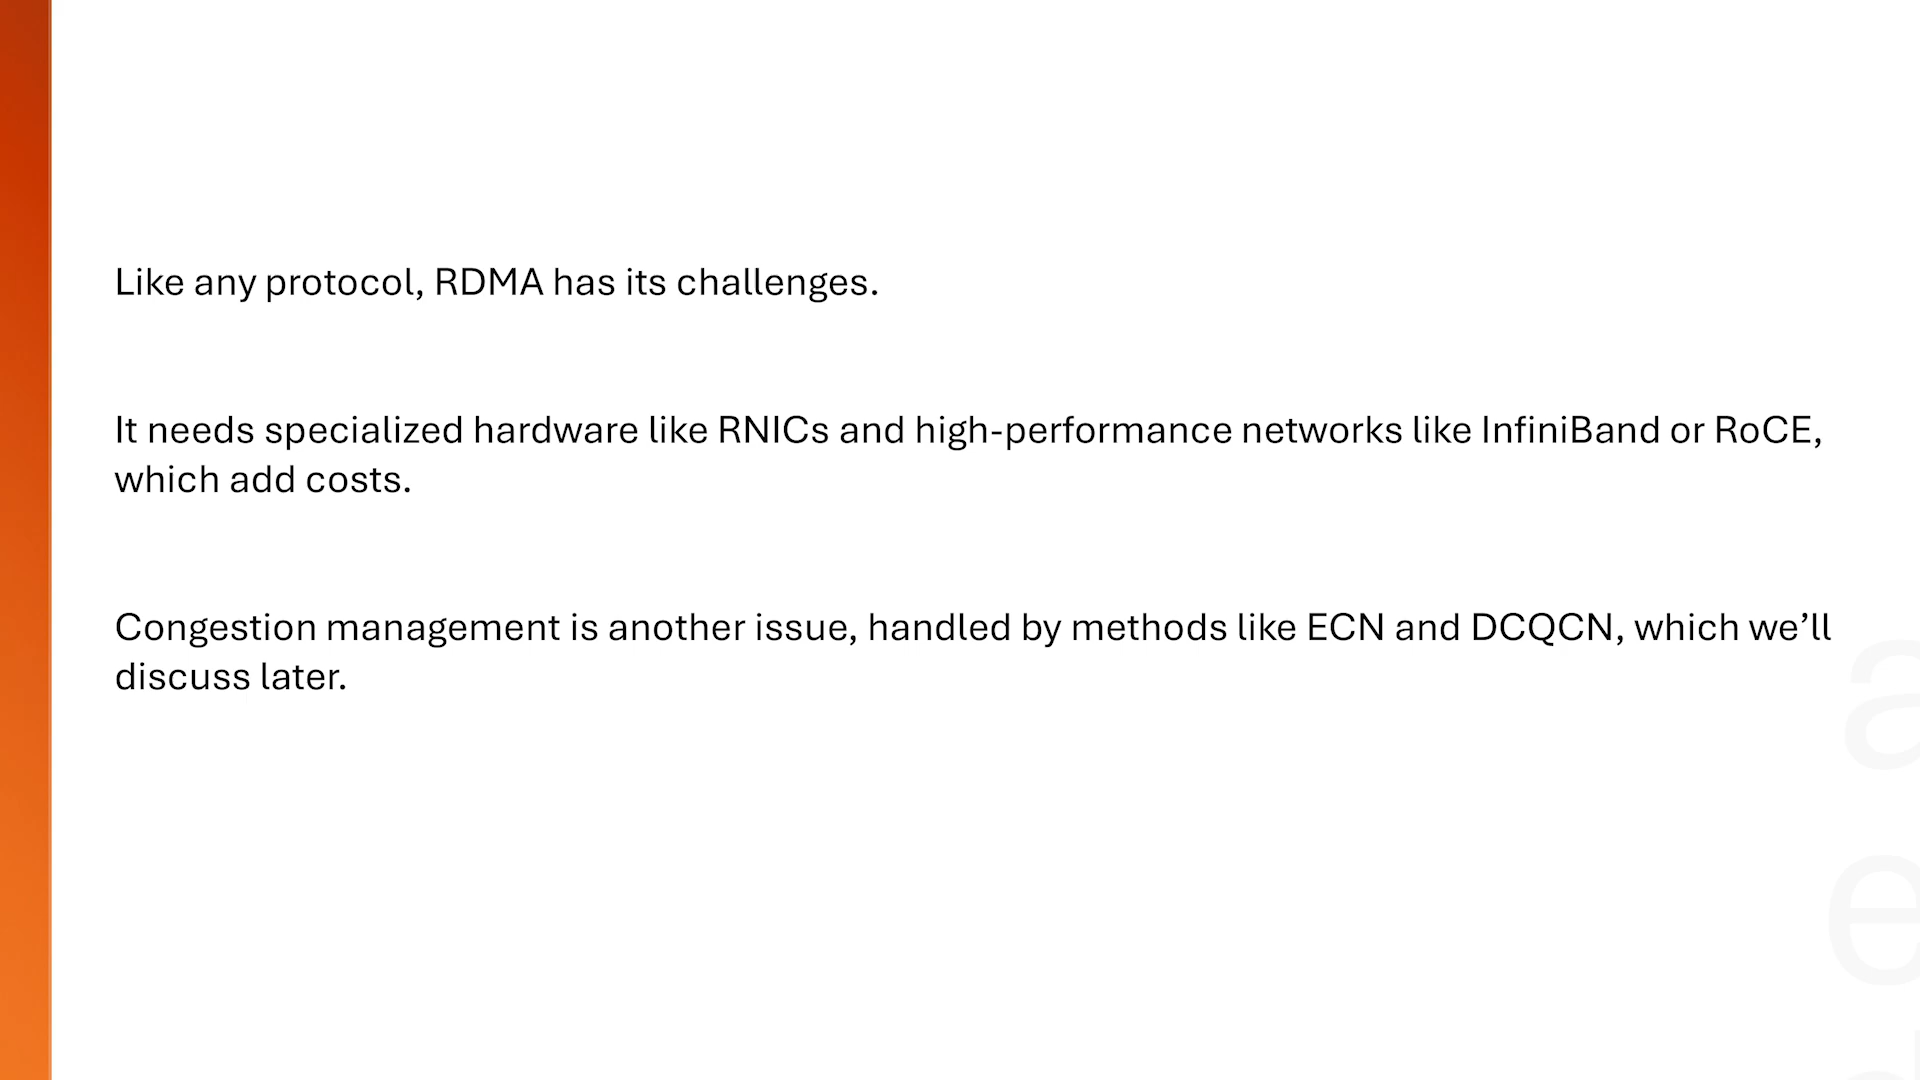 Like any protocol, RDMA has its challenges.
It needs specialized hardware like RNICs and high-performance networks like InfiniBand or RoCE,
which add costs.
Congestion management is another issue, handled by methods like ECN and DCQCN, which we’ll
discuss later.
a
e